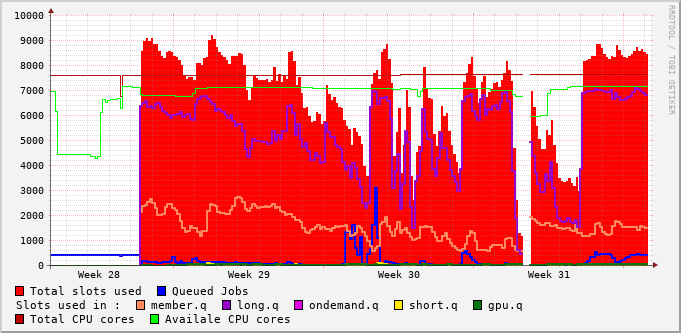 10000
9000
8000
7000
6000
5000
4000
3000
2000
1000
0
Week 28 Week 29 Week 30 Week 31
Total slots used Queued Jobs
Slots used in : member.q long.q ondemand.q short.q gpu.q
Total CPU cores Availale CPU cores
RRDTOOL / TOBI OETIKER